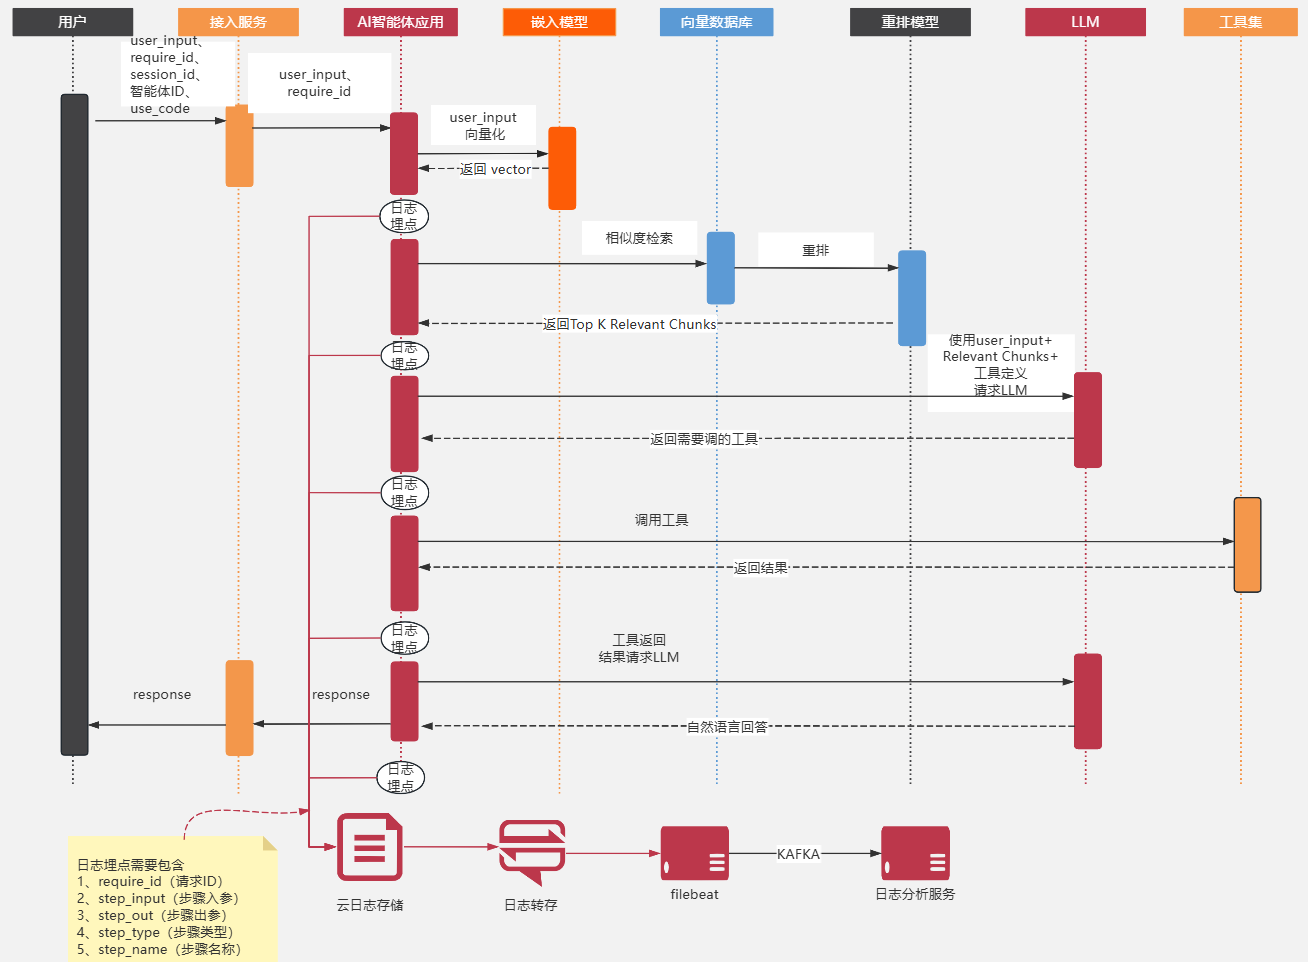 用户
接入服务
AI智能体应用
嵌入模型
向量数据库
重排模型
LLM
工具集
user_input、
require_id、
session_id、
智能体ID、
use_code
user_input、
require_id
user_input
向量化
返回 vector
日志
埋点
相似度检索
重排
返回Top K Relevant Chunks
日志
埋点
使用user_input+
Relevant Chunks+
工具定义
请求LLM
返回需要调的工具
日志
埋点
调用工具
返回结果
日志
埋点
工具返回
结果请求LLM
response
response
自然语言回答
日志
埋点
日志埋点需要包含
1、require_id（请求ID）
2、step_input（步骤入参）
3、step_out（步骤出参）
4、step_type（步骤类型）
5、step_name（步骤名称）
云日志存储
日志转存
filebeat
KAFKA
日志分析服务